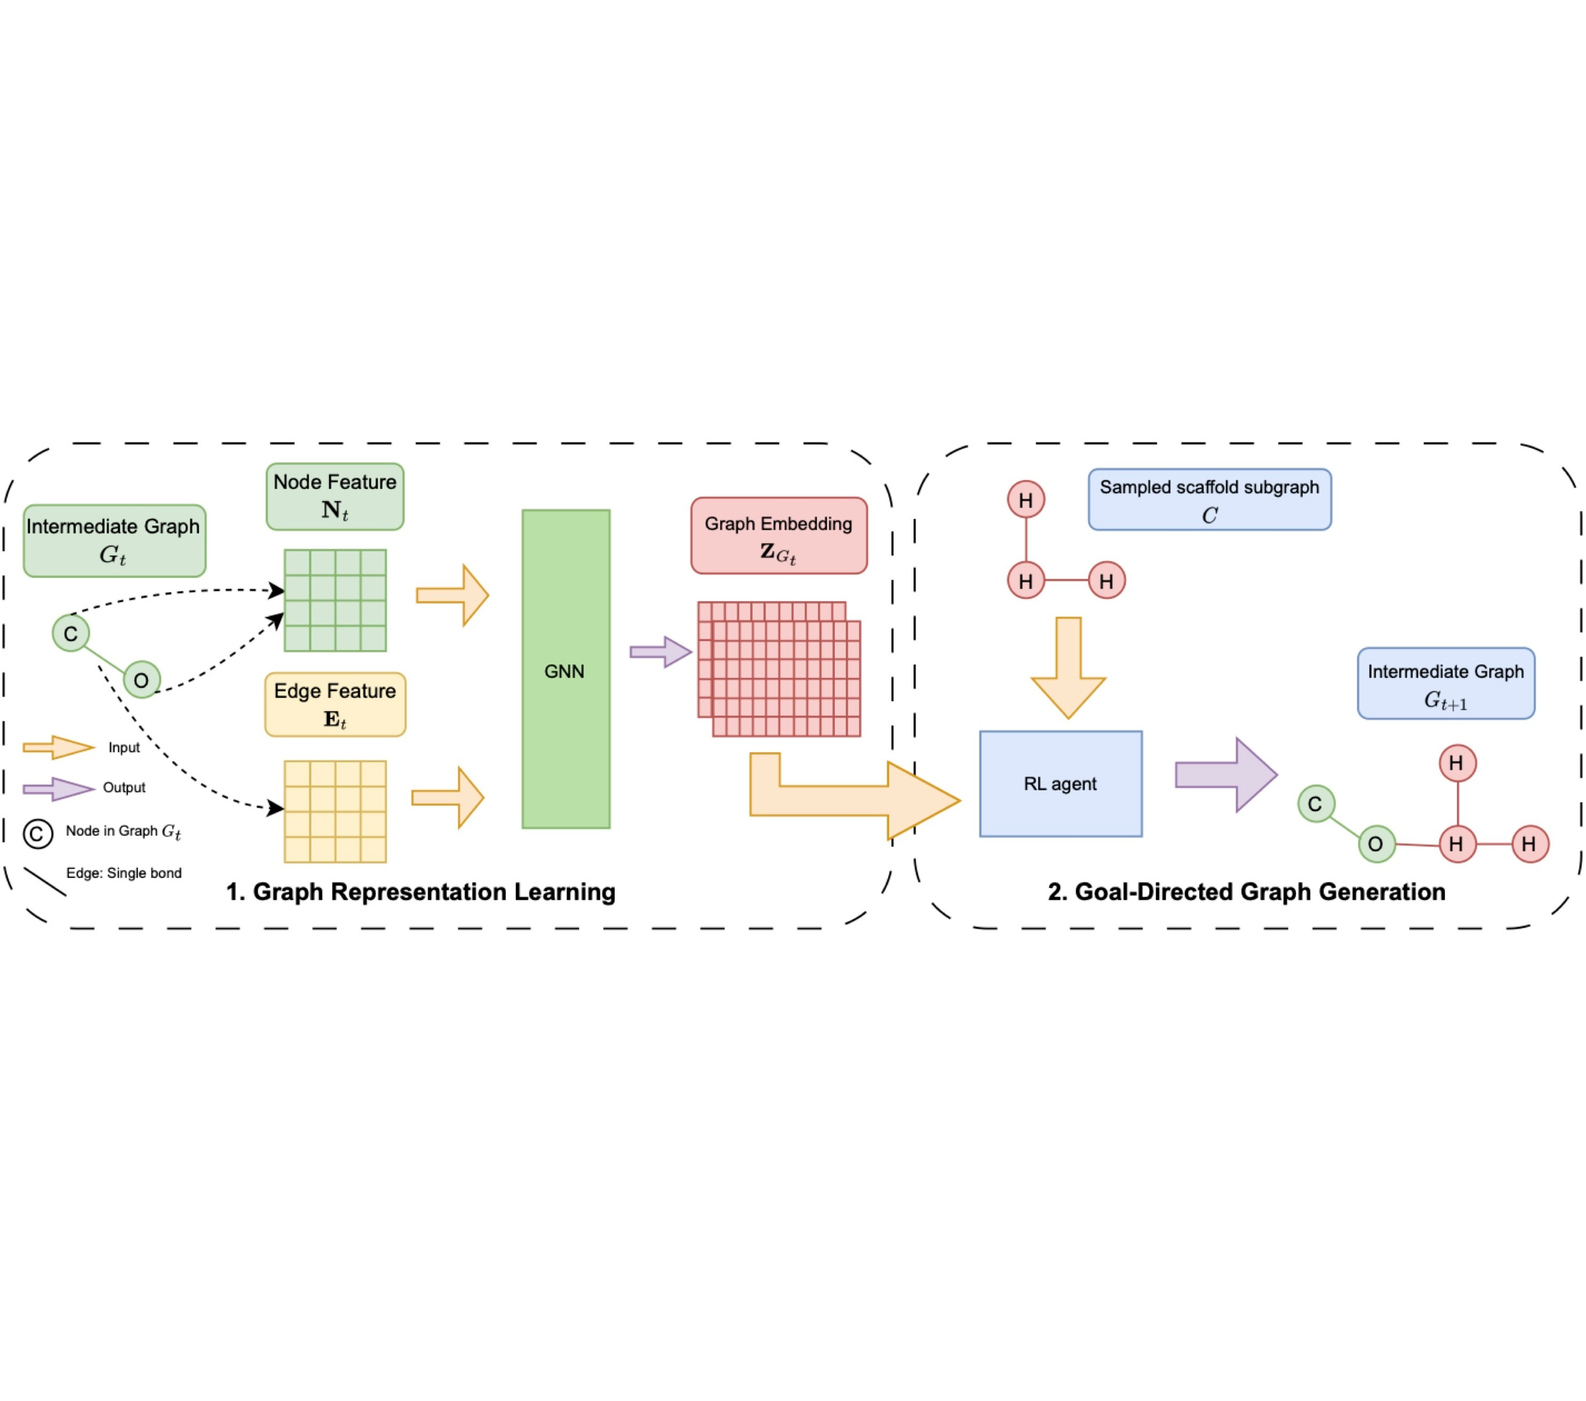 Intermediate Graph
G_t
Node Feature
N_t
C
O
Edge Feature
E_t
Input
Output
C
Node in Graph G_t
Edge: Single bond
GNN
Graph Embedding
Z_{G_t}
1. Graph Representation Learning
H
H
H
Sampled scaffold subgraph
C
RL agent
Intermediate Graph
G_{t+1}
H
C
O
H
H
2. Goal-Directed Graph Generation